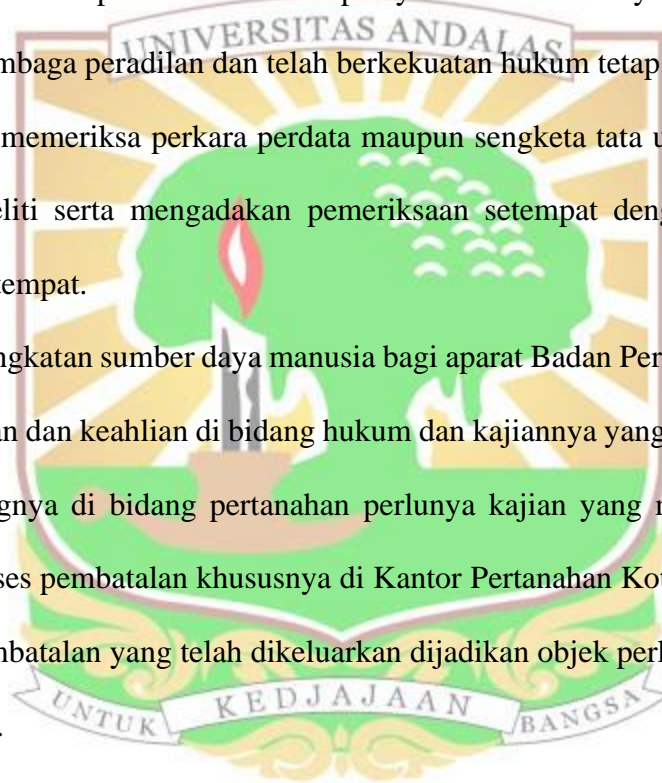 UNIVERSITAS ANDALAS
mbaga peradilan dan telah berkekuatan hukum tetap
memeriksa perkara perdata maupun sengketa tata u
eliti serta mengadakan pemeriksaan setempat deng
tempat.
ngkatan sumber daya manusia bagi aparat Badan Per
an dan keahlian di bidang hukum dan kajiannya yang
gnya di bidang pertanahan perlunya kajian yang
ses pembatalan khususnya di Kantor Pertanahan Kot
mbatalan yang telah dikeluarkan dijadikan objek perk
UNTUK KEDJAJAAN BANGSA